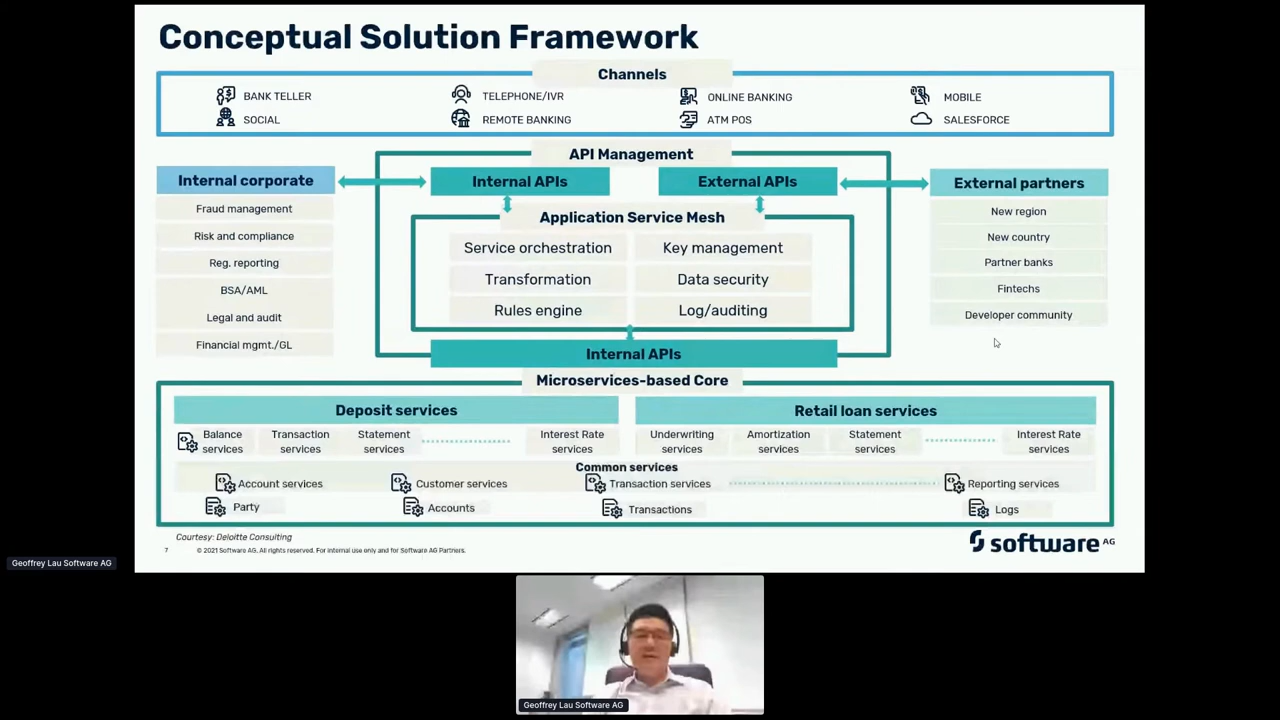 Conceptual Solution Framework
Channels
BANK TELLER
TELEPHONE/IVR
ONLINE BANKING
MOBILE
SOCIAL
REMOTE BANKING
ATM POS
SALESFORCE
API Management
Internal corporate
Fraud management
Risk and compliance
Reg. reporting
BSA/AML
Legal and audit
Financial mgmt./GL
Internal APIs
External APIs
Application Service Mesh
Service orchestration
Key management
Transformation
Data security
Rules engine
Log/auditing
Internal APIs
External partners
New region
New country
Partner banks
Fintechs
Developer community
Microservices-based Core
Deposit services
Balance
services
Transaction
services
Statement
services
Interest Rate
services
Retail loan services
Underwriting
services
Amortization
services
Statement
services
Interest Rate
services
Common services
Account services
Customer services
Transaction services
Reporting services
Party
Accounts
Transactions
Logs
Courtesy: Deloitte Consulting
7
© 2021 Software AG. All rights reserved. For internal use only and for Software AG Partners.
software AG
Geoffrey Lau Software AG
Geoffrey Lau Software AG